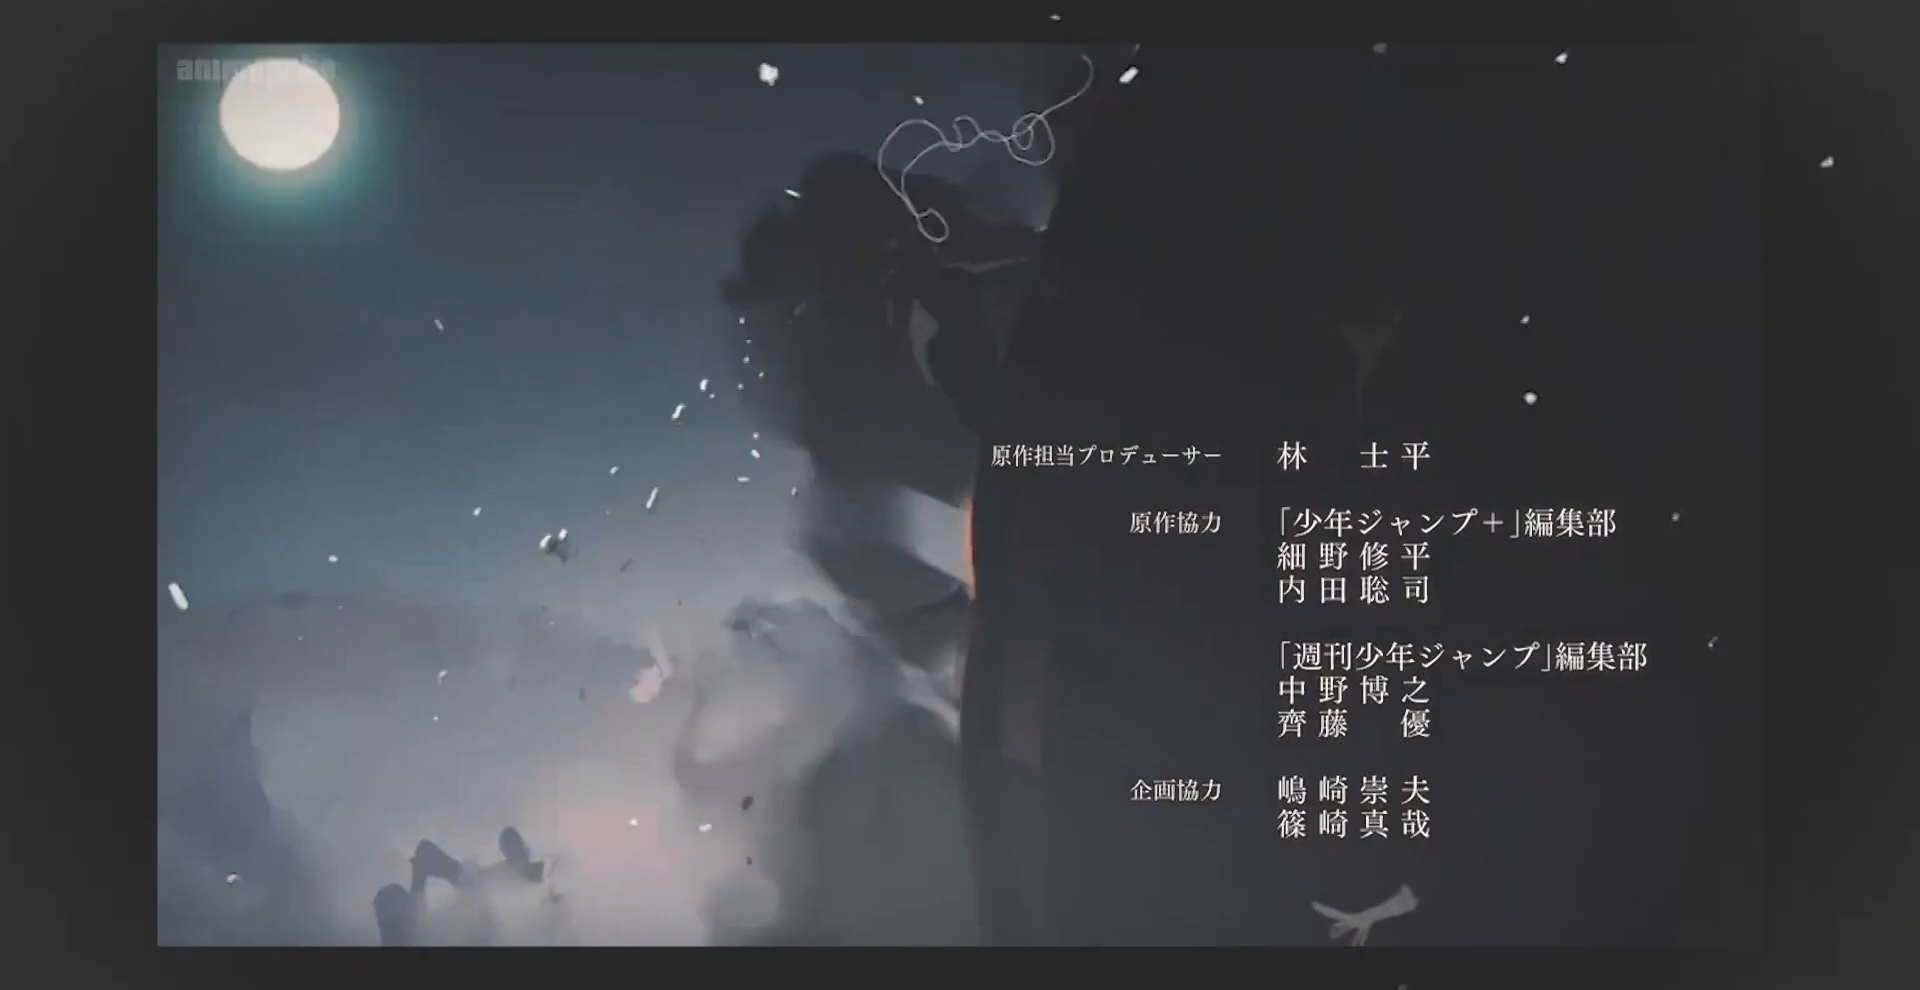 原作担当プロデューサー 林 士平
原作協力 「少年ジャンプ+」編集部
細野修平
内田聡司
「週刊少年ジャンプ」編集部
中野博之
齊藤 優
企画協力 嶋崎崇夫
篠崎真哉